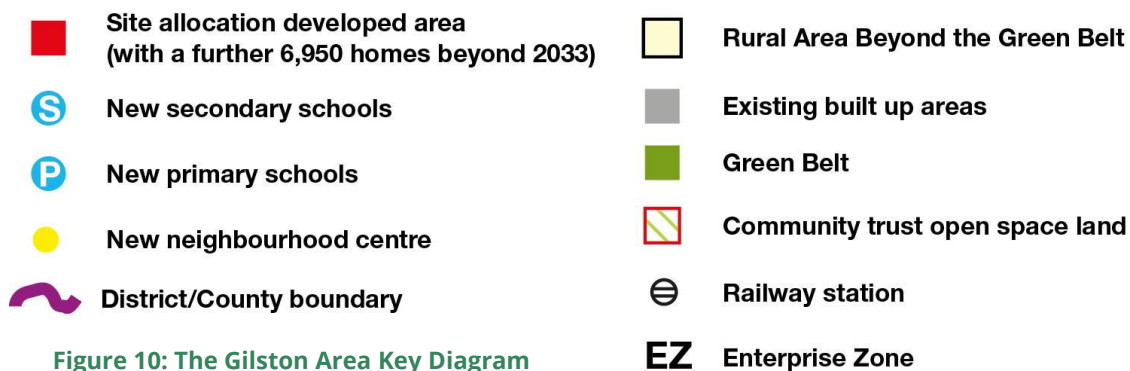 Site allocation developed area
(with a further 6,950 homes beyond 2033)
S New secondary schools
P New primary schools
New neighbourhood centre
District/County boundary
Figure 10: The Gilston Area Key Diagram
Rural Area Beyond the Green Belt
Existing built up areas
Green Belt
Community trust open space land
Railway station
EZ Enterprise Zone